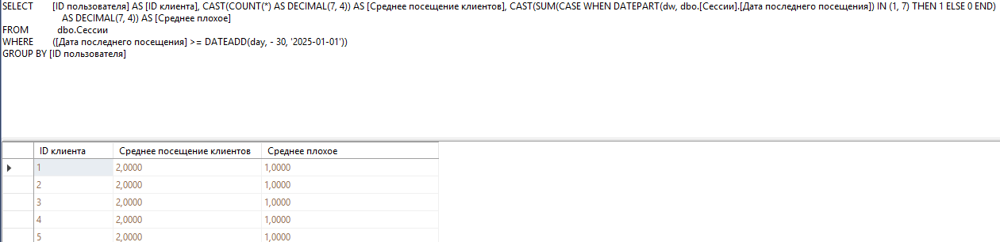 SELECT [ID пользователя] AS [ID клиента], CAST(COUNT(*) AS DECIMAL(7, 4)) AS [Среднее посещение клиентов], CAST(SUM(CASE WHEN DATEPART(dw, dbo.[Сессии].[Дата последнего посещения]) IN (1, 7) THEN 1 ELSE 0 END)
AS DECIMAL(7, 4)) AS [Среднее плохое]
FROM dbo.Сессии
WHERE ([Дата последнего посещения] >= DATEADD(day, - 30, '2025-01-01'))
GROUP BY [ID пользователя]
ID клиента Среднее посещение клиентов Среднее плохое
1 2,0000 1,0000
2 2,0000 1,0000
3 2,0000 1,0000
4 2,0000 1,0000
5 2,0000 1,0000